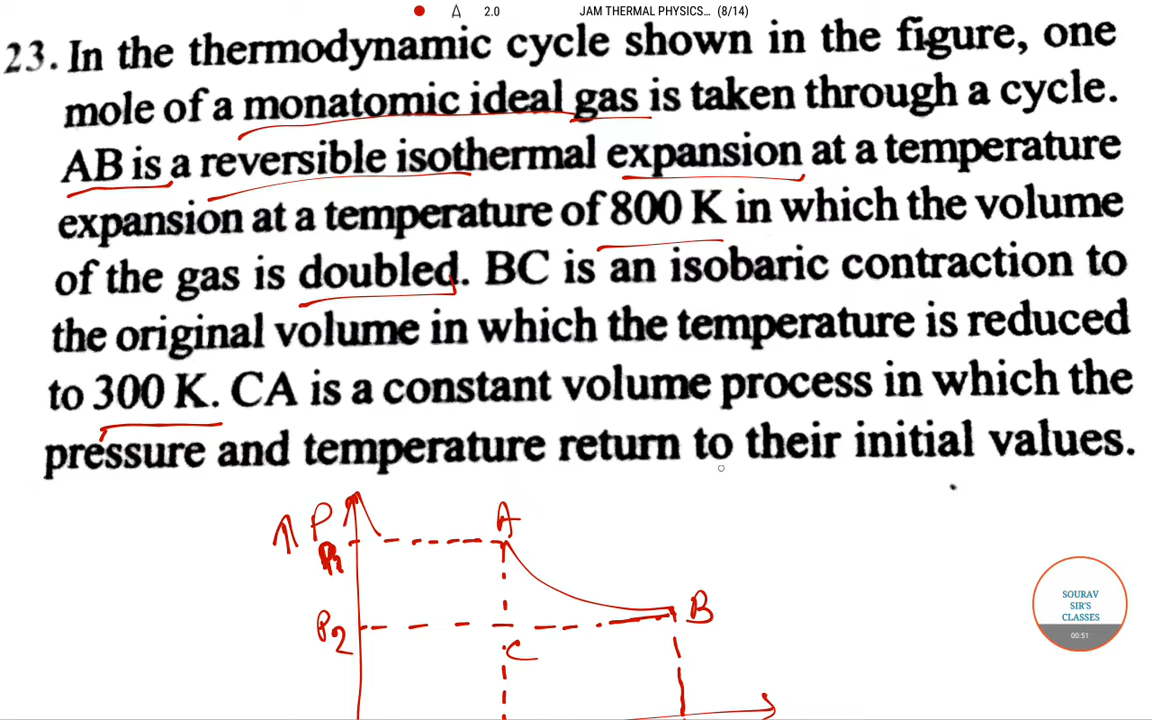 A 2.0 JAM THERMAL PHYSICS... (8/14)
23. In the thermodynamic cycle shown in the figure, one
mole of a monatomic ideal gas is taken through a cycle.
AB is a reversible isothermal expansion at a temperature
expansion at a temperature of 800 K in which the volume
of the gas is doubled. BC is an isobaric contraction to
the original volume in which the temperature is reduced
to 300 K. CA is a constant volume process in which the
pressure and temperature return to their initial values.
P A
P1
B
P2
C
SOURAV
SIR'S
CLASSES
00:51